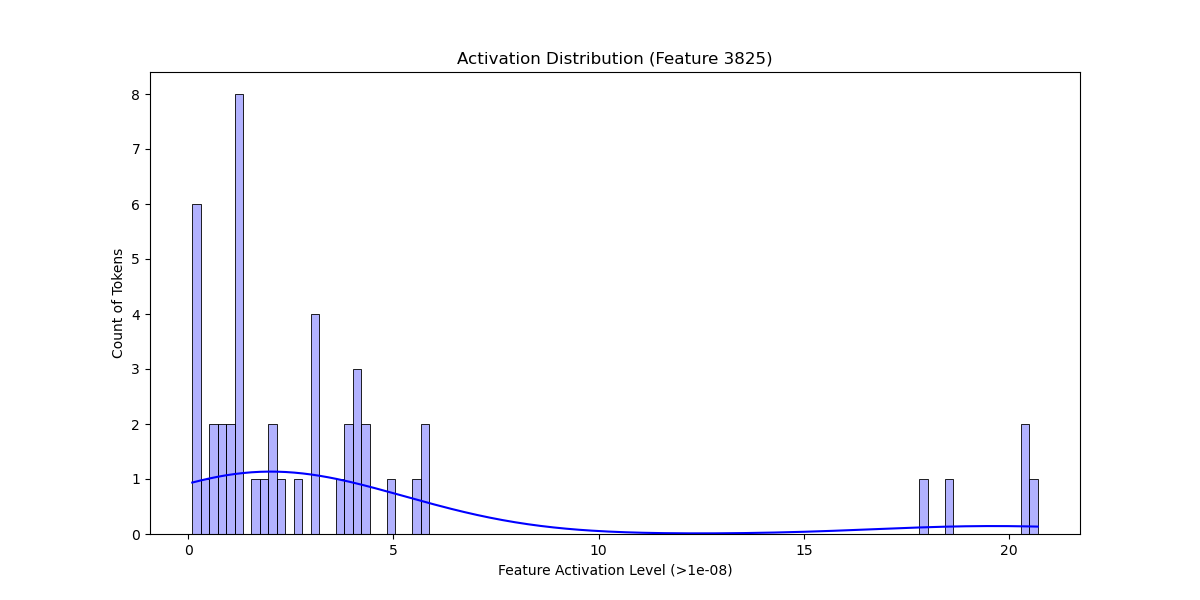 Activation Distribution (Feature 3825)
Count of Tokens
8
7
6
5
4
3
2
1
0
0 5 10 15 20
Feature Activation Level (>1e-08)